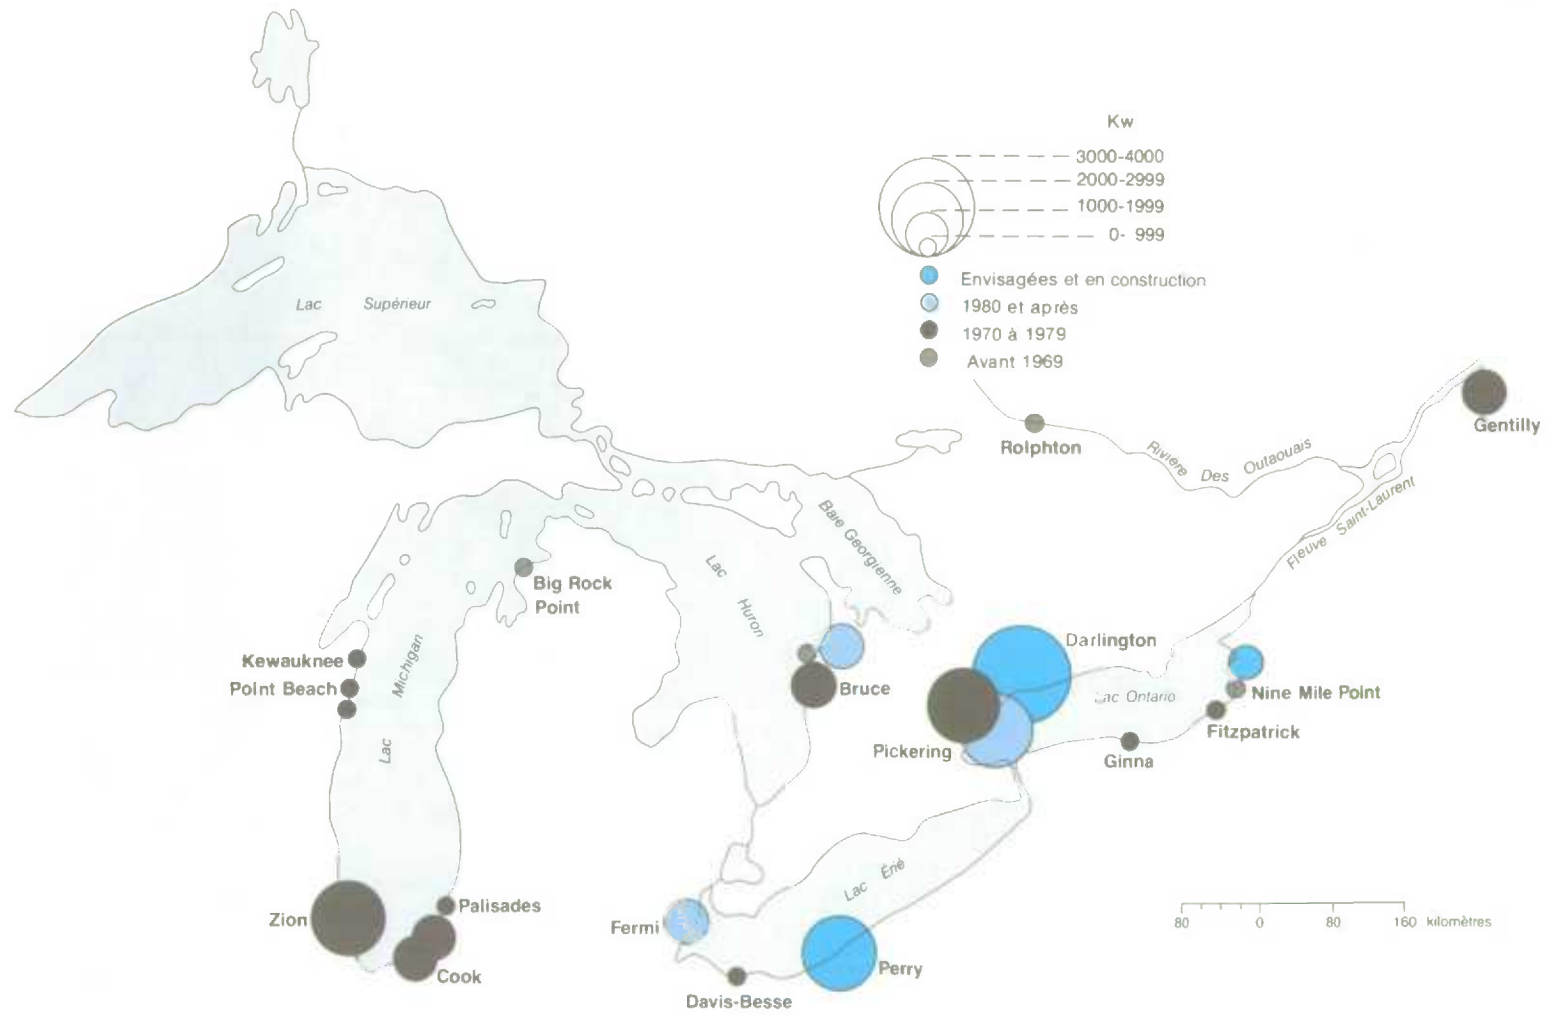 Kw
3000-4000
2000-2999
1000-1999
0- 999
Envisagées et en construction
1980 et après
1970 à 1979
Avant 1969
Lac Supérieur
Gentilly
Rolphton
Rivière Des Outaouais
Fleuve Saint-Laurent
Baie Georgienne
Lac Huron
Big Rock
Point
Darlington
Kewauknee
Point Beach
Lac Michigan
Bruce
Lac Ontario
Nine Mile Point
Fitzpatrick
Pickering
Ginna
Lac Érié
Zion
Palisades
Cook
Fermi
Perry
Davis-Besse
80 0 80 160 kilomètres